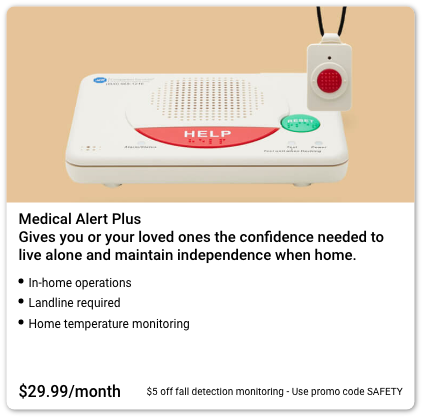 HELP
RESET
Medical Alert Plus
Gives you or your loved ones the confidence needed to
live alone and maintain independence when home.
In-home operations
Landline required
Home temperature monitoring
$29.99/month
$5 off fall detection monitoring - Use promo code SAFETY